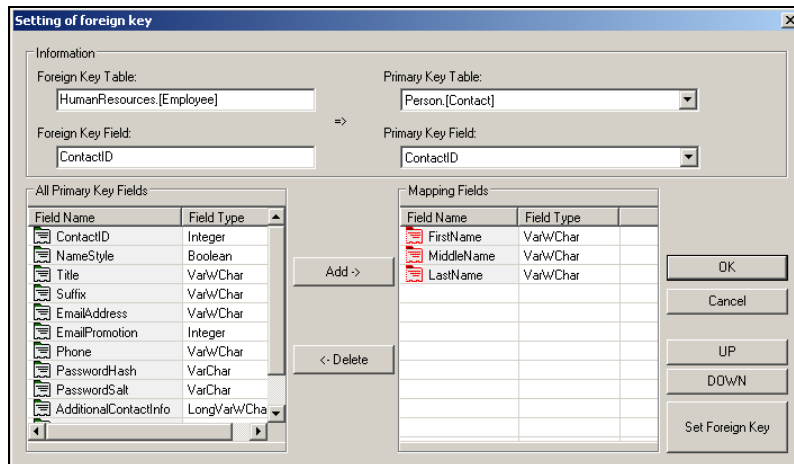 Setting of foreign key
Information
Foreign Key Table: Primary Key Table:
HumanResources.[Employee] Person.[Contact]
=>
Foreign Key Field: Primary Key Field:
ContactID ContactID
All Primary Key Fields Mapping Fields
Field Name Field Type Field Name Field Type
ContactID Integer FirstName VarWChar
NameStyle Boolean MiddleName VarWChar
Title VarWChar Add -> LastName VarWChar OK
Suffix VarWChar
EmailAddress VarWChar Cancel
EmailPromotion Integer
Phone VarWChar UP
PasswordHash VarChar <- Delete
PasswordSalt VarChar DOWN
AdditionalContactInfo LongVarWCha
Set Foreign Key